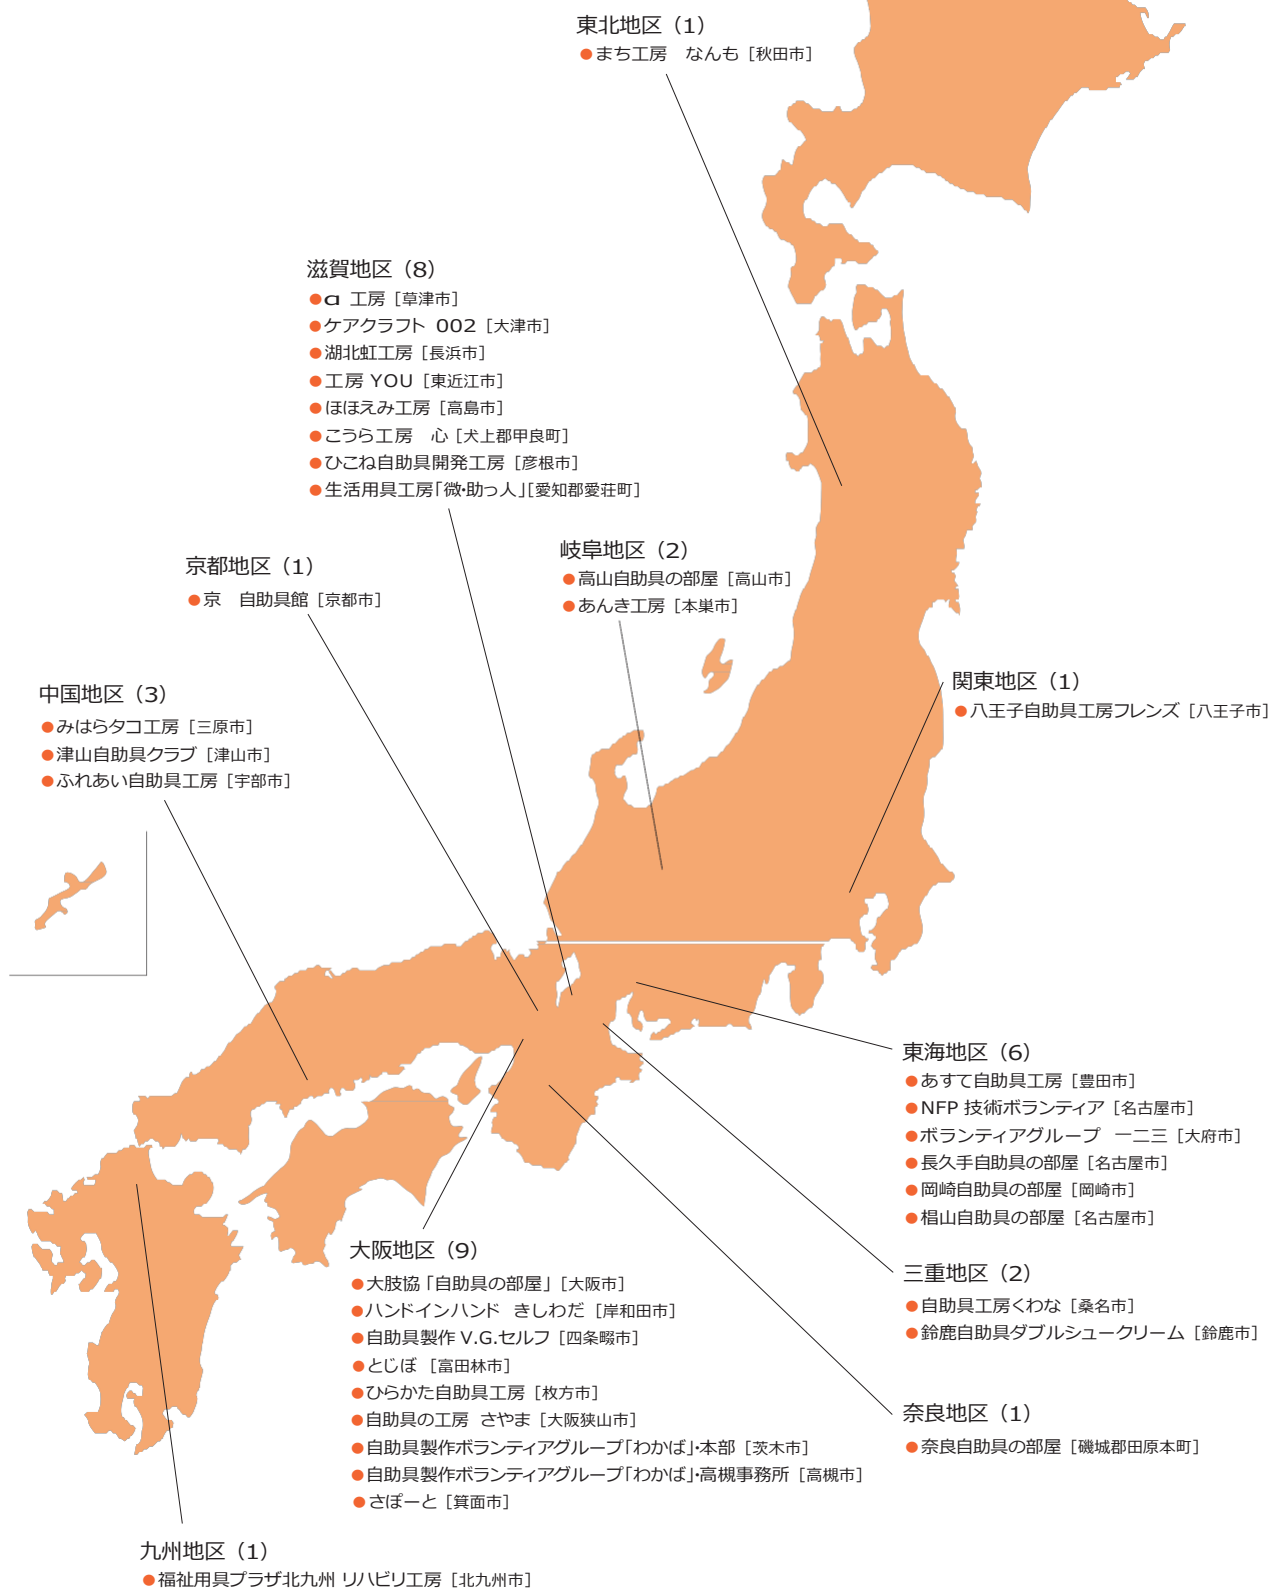 東北地区（1）
●まち工房　なんも［秋田市］
滋賀地区（8）
●α 工房［草津市］
●ケアクラフト 002［大津市］
●湖北虹工房［長浜市］
●工房 YOU［東近江市］
●ほほえみ工房［高島市］
●こうら工房　心［犬上郡甲良町］
●ひこね自助具開発工房［彦根市］
●生活用具工房「微・助っ人」［愛知郡愛荘町］
京都地区（1）
●京　自助具館［京都市］
岐阜地区（2）
●高山自助具の部屋［高山市］
●あんき工房［本巣市］
関東地区（1）
●八王子自助具工房フレンズ［八王子市］
中国地区（3）
●みはらタコ工房［三原市］
●津山自助具クラブ［津山市］
●ふれあい自助具工房［宇部市］
東海地区（6）
●あすて自助具工房［豊田市］
●NFP 技術ボランティア［名古屋市］
●ボランティアグループ　一二三［大府市］
●長久手自助具の部屋［名古屋市］
●岡崎自助具の部屋［岡崎市］
●椙山自助具の部屋［名古屋市］
大阪地区（9）
●大肢協「自助具の部屋」［大阪市］
●ハンドインハンド きしわだ［岸和田市］
●自助具製作 V.G.セルフ［四条畷市］
●とじぼ［富田林市］
●ひらかた自助具工房［枚方市］
●自助具の工房 さやま［大阪狭山市］
●自助具製作ボランティアグループ「わかば」・本部［茨木市］
●自助具製作ボランティアグループ「わかば」・高槻事務所［高槻市］
●さぽーと［箕面市］
三重地区（2）
●自助具工房くわな［桑名市］
●鈴鹿自助具ダブルシュークリーム［鈴鹿市］
奈良地区（1）
●奈良自助具の部屋［磯城郡田原本町］
九州地区（1）
●福祉用具プラザ北九州 リハビリ工房［北九州市］